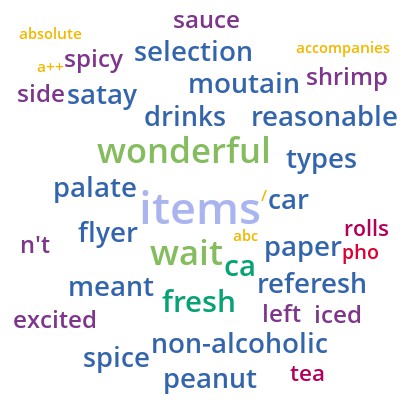 sauce
absolute
selection
accompanies
a++ spicy
moutain shrimp
side satay
drinks reasonable
wonderful types
palate
items / car
flyer rolls
n't wait abc paper pho
ca
meant referesh
fresh left iced
excited
spice non-alcoholic
peanut tea